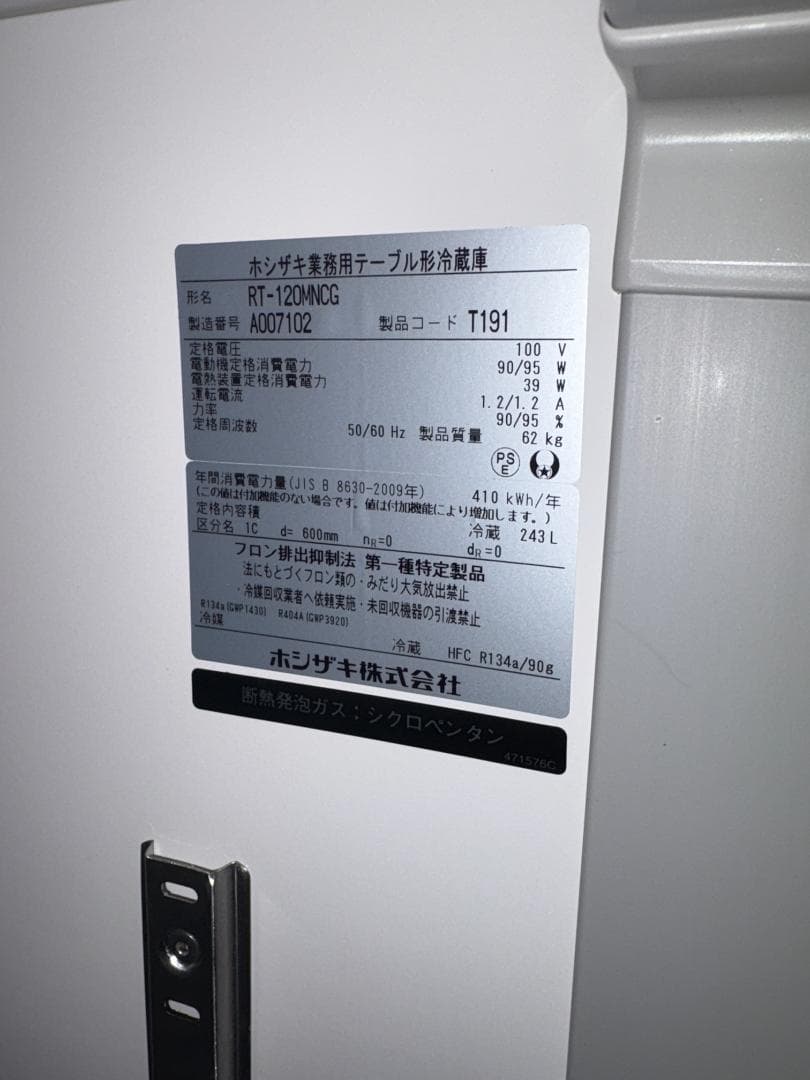 ホシザキ業務用テーブル形冷蔵庫
形名 RT-120MNCG
製造番号 A007102 製品コード T191
定格電圧 100 V
電動機定格消費電力 90/95 W
電熱装置定格消費電力 39 W
運転電流 1.2/1.2 A
力率 90/95 %
定格周波数 50/60 Hz 製品質量 62 kg
PS
E
年間消費電力量(JIS B 8630-2009年) 410 kWh/年
(この値は付加機能のない場合です。値は付加機能により増加します。)
定格内容積 冷蔵 243 L
区分名 1C d= 600mm nR=0 dR=0
フロン排出抑制法 第一種特定製品
法にもとづくフロン類の・みだり大気放出禁止
・冷媒回収業者へ依頼実施・未回収機器の引渡禁止
R134a(GWP1430) R404A(GWP3920)
冷媒 冷蔵 HFC R134a/90g
ホシザキ株式会社
断熱発泡ガス:シクロペンタン
471576C